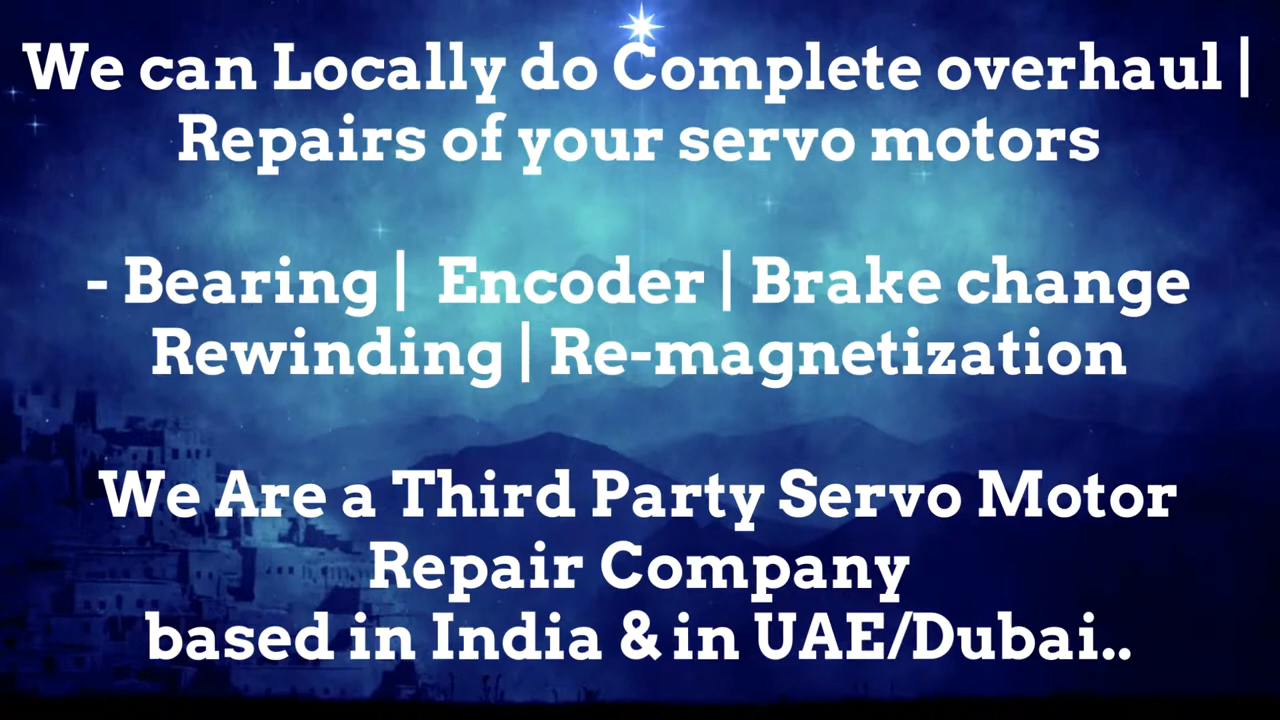 We can Locally do Complete overhaul |
Repairs of your servo motors
- Bearing | Encoder | Brake change
Rewinding | Re-magnetization
We Are a Third Party Servo Motor
Repair Company
based in India & in UAE/Dubai..